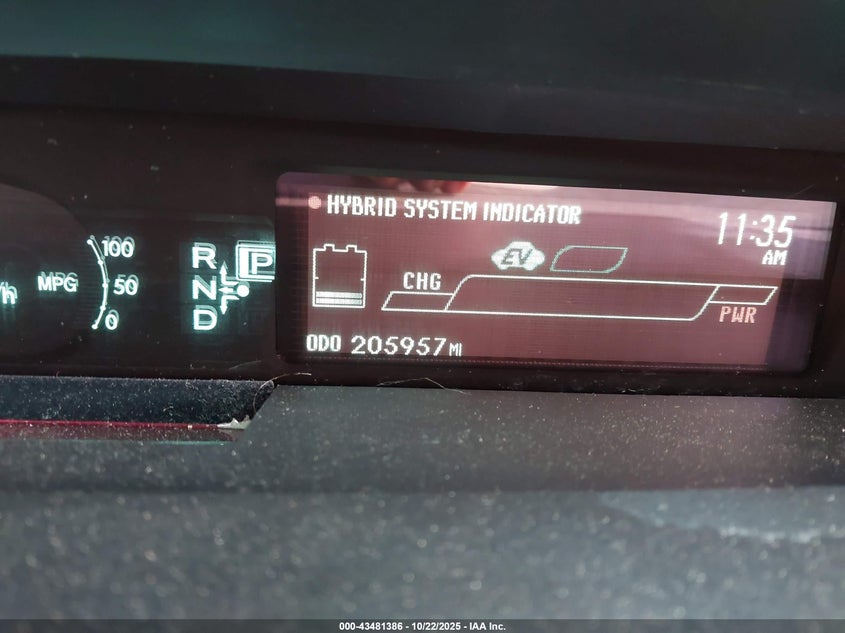 HYBRID SYSTEM INDICATOR
11:35
AM
EV
CHG
PWR
ODO 205957 MI
100
MPG 50
0
R
P
N
D
000-43481386 - 10/22/2025 - IAA Inc.